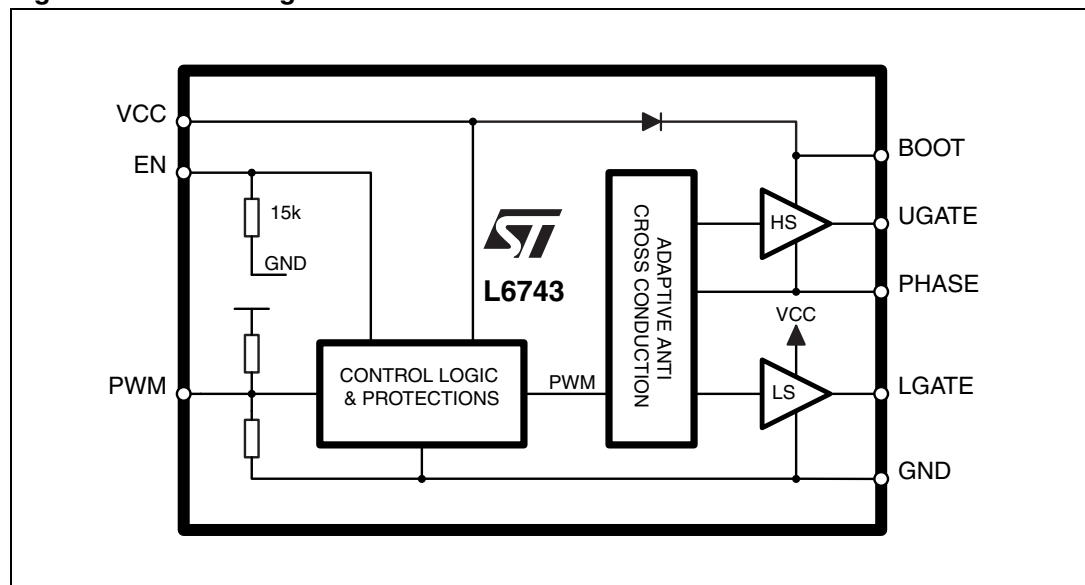 VCC
BOOT
EN
15k
UGATE
HS
ST
GND
L6743
ADAPTIVE ANTI
CROSS CONDUCTION
PHASE
VCC
PWM
CONTROL LOGIC
& PROTECTIONS
PWM
LS
LGATE
GND